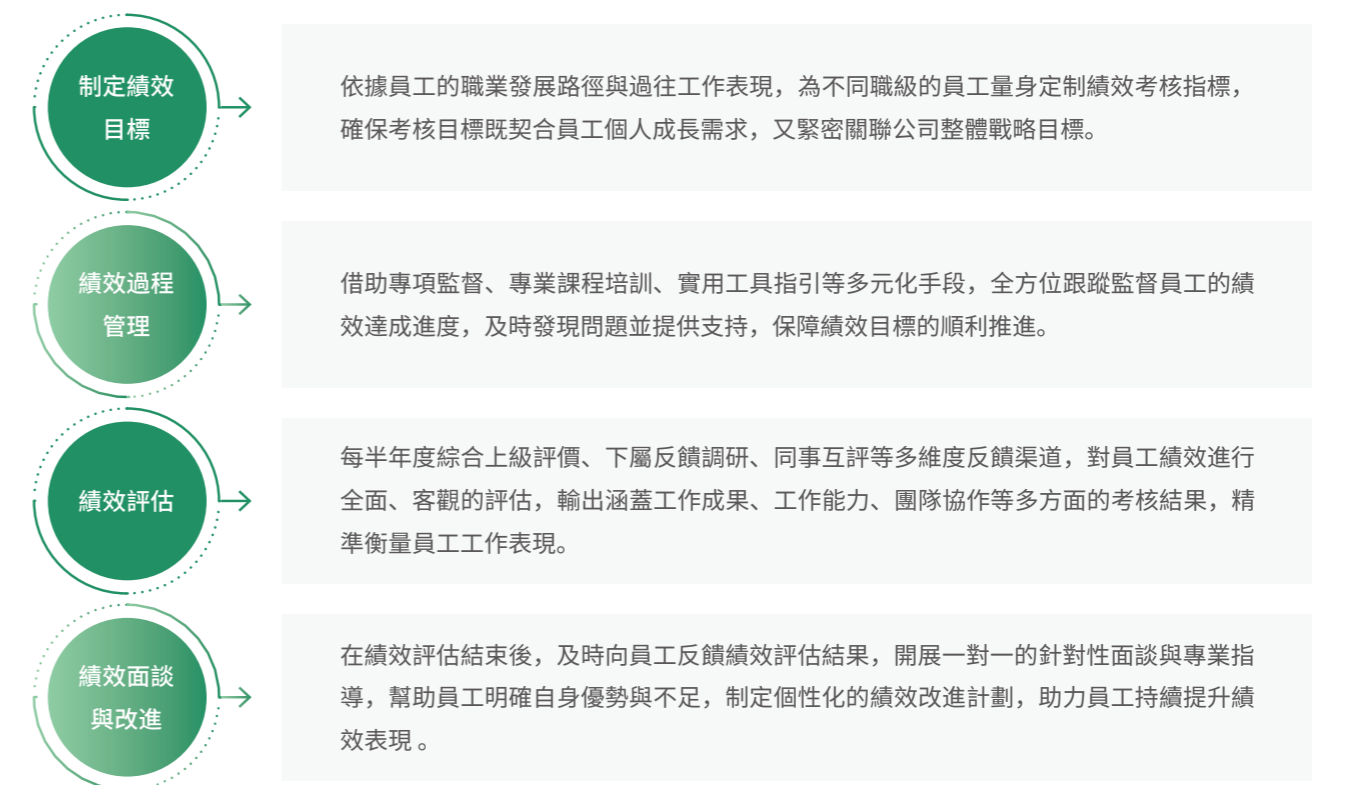 制定績效
目標
依據員工的職業發展路徑與過往工作表現，為不同職級的員工量身定制績效考核指標，
確保考核目標既契合員工個人成長需求，又緊密關聯公司整體戰略目標。
績效過程
管理
借助專項監督、專業課程培訓、實用工具指引等多元化手段，全方位跟蹤監督員工的績
效達成進度，及時發現問題並提供支持，保障績效目標的順利推進。
績效評估
每半年度綜合上級評價、下屬反饋調研、同事互評等多維度反饋渠道，對員工績效進行
全面、客觀的評估，輸出涵蓋工作成果、工作能力、團隊協作等多方面的考核結果，精
準衡量員工工作表現。
績效面談
與改進
在績效評估結束後，及時向員工反饋績效評估結果，開展一對一的針對性面談與專業指
導，幫助員工明確自身優勢與不足，制定個性化的績效改進計劃，助力員工持續提升績
效表現 。